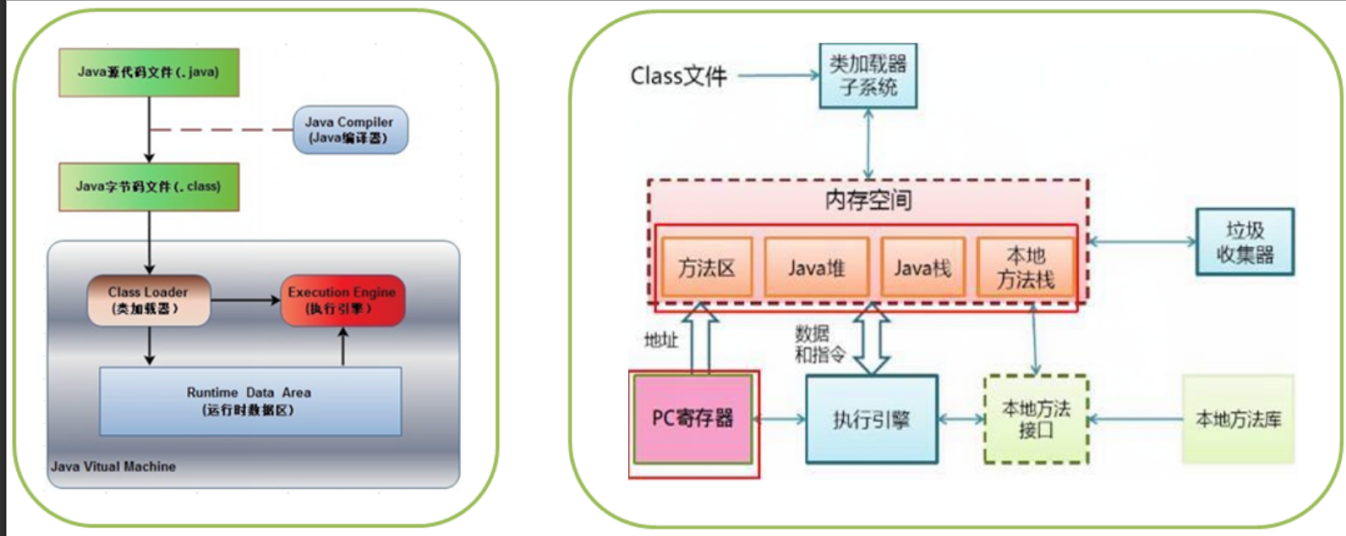 Java源代码文件(.java)
Java Compiler
(Java编译器)
Java字节码文件(.class)
Class Loader
(类加载器)
Execution Engine
(执行引擎)
Runtime Data Area
(运行时数据区)
Java Vitual Machine
Class文件
类加载器
子系统
内存空间
方法区
Java堆
Java栈
本地
方法栈
垃圾
收集器
地址
数据
和指令
PC寄存器
执行引擎
本地方法
接口
本地方法库